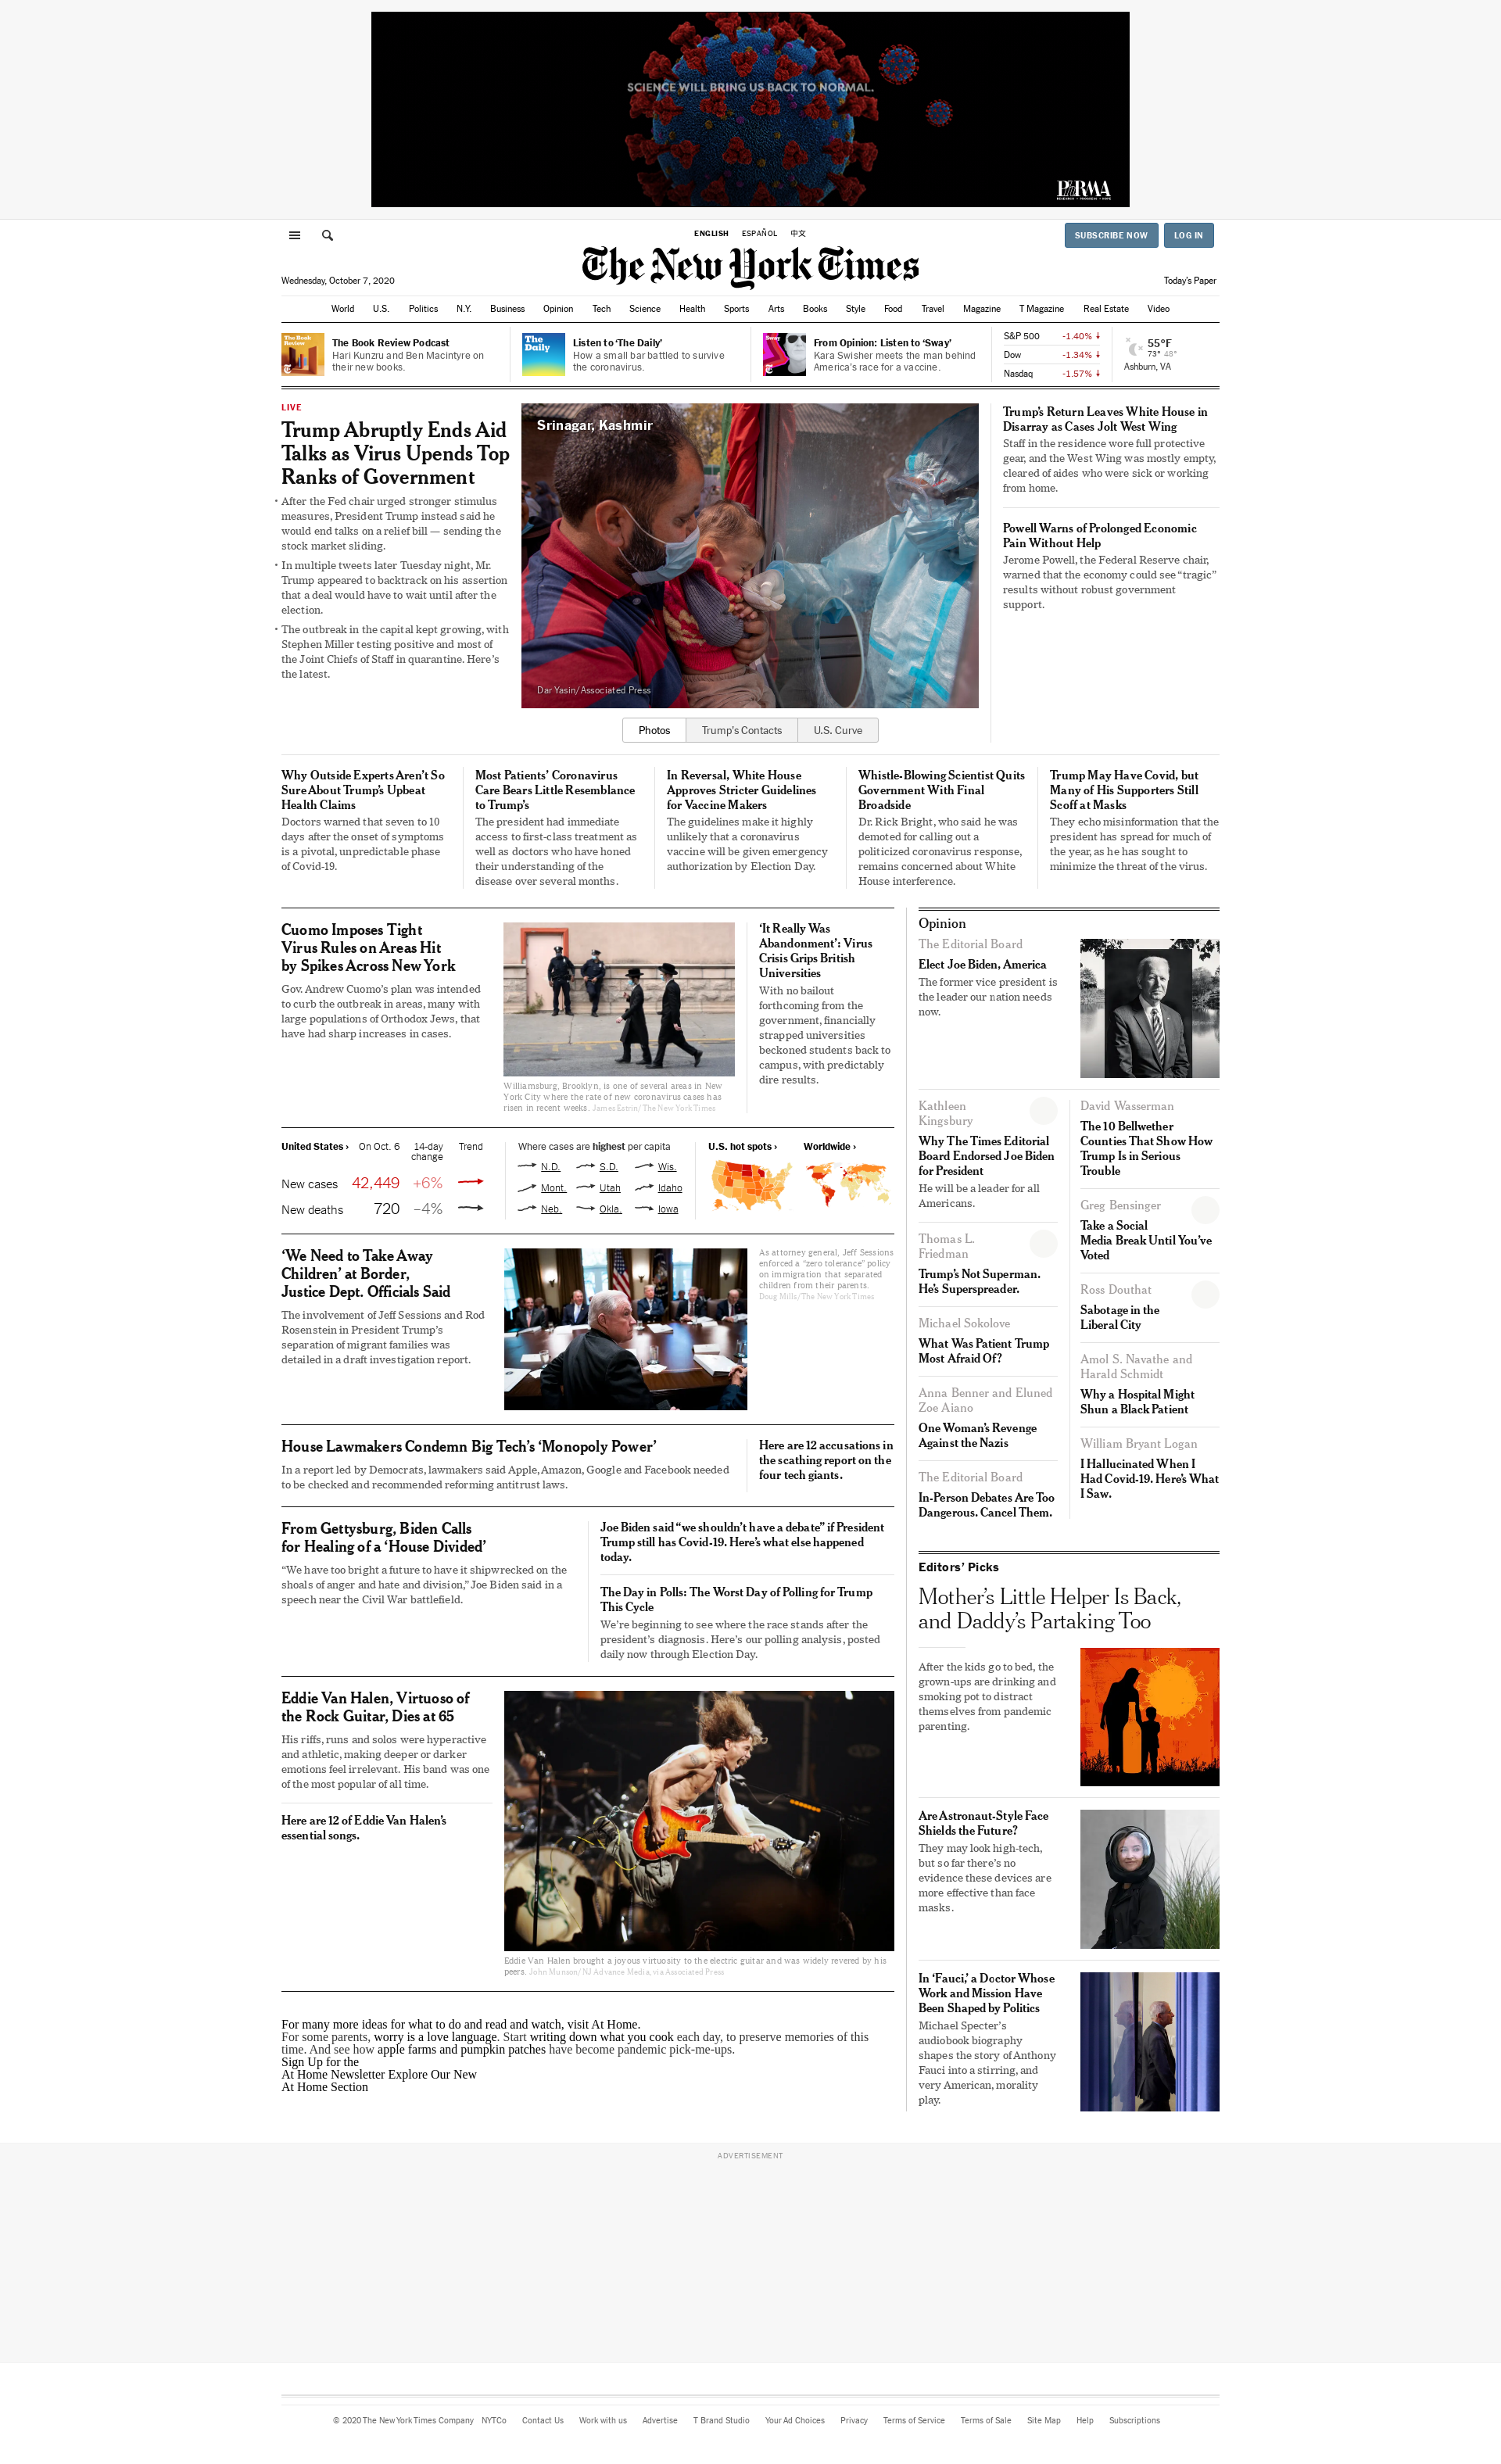 SCIENCE WILL BRING US BACK TO NORMAL.
PhRMA
RESEARCH • PROGRESS • HOPE
ENGLISH ESPAÑOL 中文
SUBSCRIBE NOW LOG IN
The New York Times
Wednesday, October 7, 2020
Today's Paper
World U.S. Politics N.Y. Business Opinion Tech Science Health Sports Arts Books Style Food Travel Magazine T Magazine Real Estate Video
The Book Review
The Book Review Podcast
Hari Kunzru and Ben Macintyre on
their new books.
The Daily
Listen to ‘The Daily’
How a small bar battled to survive
the coronavirus.
Sway
From Opinion: Listen to ‘Sway’
Kara Swisher meets the man behind
America’s race for a vaccine.
S&P 500 -1.40%
Dow -1.34%
Nasdaq -1.57%
55°F
73° 48°
Ashburn, VA
LIVE
Trump Abruptly Ends Aid
Talks as Virus Upends Top
Ranks of Government
• After the Fed chair urged stronger stimulus
measures, President Trump instead said he
would end talks on a relief bill — sending the
stock market sliding.
• In multiple tweets later Tuesday night, Mr.
Trump appeared to backtrack on his assertion
that a deal would have to wait until after the
election.
• The outbreak in the capital kept growing, with
Stephen Miller testing positive and most of
the Joint Chiefs of Staff in quarantine. Here’s
the latest.
Srinagar, Kashmir
Dar Yasin/Associated Press
Photos Trump’s Contacts U.S. Curve
Trump’s Return Leaves White House in
Disarray as Cases Jolt West Wing
Staff in the residence wore full protective
gear, and the West Wing was mostly empty,
cleared of aides who were sick or working
from home.
Powell Warns of Prolonged Economic
Pain Without Help
Jerome Powell, the Federal Reserve chair,
warned that the economy could see “tragic”
results without robust government
support.
Why Outside Experts Aren’t So
Sure About Trump’s Upbeat
Health Claims
Doctors warned that seven to 10
days after the onset of symptoms
is a pivotal, unpredictable phase
of Covid-19.
Most Patients’ Coronavirus
Care Bears Little Resemblance
to Trump’s
The president had immediate
access to first-class treatment as
well as doctors who have honed
their understanding of the
disease over several months.
In Reversal, White House
Approves Stricter Guidelines
for Vaccine Makers
The guidelines make it highly
unlikely that a coronavirus
vaccine will be given emergency
authorization by Election Day.
Whistle-Blowing Scientist Quits
Government With Final
Broadside
Dr. Rick Bright, who said he was
demoted for calling out a
politicized coronavirus response,
remains concerned about White
House interference.
Trump May Have Covid, but
Many of His Supporters Still
Scoff at Masks
They echo misinformation that the
president has spread for much of
the year, as he has sought to
minimize the threat of the virus.
Cuomo Imposes Tight
Virus Rules on Areas Hit
by Spikes Across New York
Gov. Andrew Cuomo’s plan was intended
to curb the outbreak in areas, many with
large populations of Orthodox Jews, that
have had sharp increases in cases.
Williamsburg, Brooklyn, is one of several areas in New
York City where the rate of new coronavirus cases has
risen in recent weeks. James Estrin/The New York Times
‘It Really Was
Abandonment’: Virus
Crisis Grips British
Universities
With no bailout
forthcoming from the
government, financially
strapped universities
beckoned students back to
campus, with predictably
dire results.
United States › On Oct. 6 14-day
change Trend
New cases 42,449 +6%
New deaths 720 –4%
Where cases are highest per capita
N.D. S.D. Wis.
Mont. Utah Idaho
Neb. Okla. Iowa
U.S. hot spots › Worldwide ›
‘We Need to Take Away
Children’ at Border,
Justice Dept. Officials Said
The involvement of Jeff Sessions and Rod
Rosenstein in President Trump’s
separation of migrant families was
detailed in a draft investigation report.
As attorney general, Jeff Sessions
enforced a “zero tolerance” policy
on immigration that separated
children from their parents.
Doug Mills/The New York Times
House Lawmakers Condemn Big Tech’s ‘Monopoly Power’
In a report led by Democrats, lawmakers said Apple, Amazon, Google and Facebook needed
to be checked and recommended reforming antitrust laws.
Here are 12 accusations in
the scathing report on the
four tech giants.
From Gettysburg, Biden Calls
for Healing of a ‘House Divided’
“We have too bright a future to have it shipwrecked on the
shoals of anger and hate and division,” Joe Biden said in a
speech near the Civil War battlefield.
Joe Biden said “we shouldn’t have a debate” if President
Trump still has Covid-19. Here’s what else happened
today.
The Day in Polls: The Worst Day of Polling for Trump
This Cycle
We’re beginning to see where the race stands after the
president’s diagnosis. Here’s our polling analysis, posted
daily now through Election Day.
Eddie Van Halen, Virtuoso of
the Rock Guitar, Dies at 65
His riffs, runs and solos were hyperactive
and athletic, making deeper or darker
emotions feel irrelevant. His band was one
of the most popular of all time.
Here are 12 of Eddie Van Halen’s
essential songs.
Eddie Van Halen brought a joyous virtuosity to the electric guitar and was widely revered by his
peers. John Munson/NJ Advance Media, via Associated Press
For many more ideas for what to do and read and watch, visit At Home.
For some parents, worry is a love language. Start writing down what you cook each day, to preserve memories of this
time. And see how apple farms and pumpkin patches have become pandemic pick-me-ups.
Sign Up for the
At Home Newsletter Explore Our New
At Home Section
Opinion
The Editorial Board
Elect Joe Biden, America
The former vice president is
the leader our nation needs
now.
Kathleen
Kingsbury
Why The Times Editorial
Board Endorsed Joe Biden
for President
He will be a leader for all
Americans.
Thomas L.
Friedman
Trump’s Not Superman.
He’s Superspreader.
Michael Sokolove
What Was Patient Trump
Most Afraid Of?
Anna Benner and Eluned
Zoe Aiano
One Woman’s Revenge
Against the Nazis
The Editorial Board
In-Person Debates Are Too
Dangerous. Cancel Them.
David Wasserman
The 10 Bellwether
Counties That Show How
Trump Is in Serious
Trouble
Greg Bensinger
Take a Social
Media Break Until You’ve
Voted
Ross Douthat
Sabotage in the
Liberal City
Amol S. Navathe and
Harald Schmidt
Why a Hospital Might
Shun a Black Patient
William Bryant Logan
I Hallucinated When I
Had Covid-19. Here’s What
I Saw.
Editors’ Picks
Mother’s Little Helper Is Back,
and Daddy’s Partaking Too
After the kids go to bed, the
grown-ups are drinking and
smoking pot to distract
themselves from pandemic
parenting.
Are Astronaut-Style Face
Shields the Future?
They may look high-tech,
but so far there’s no
evidence these devices are
more effective than face
masks.
In ‘Fauci,’ a Doctor Whose
Work and Mission Have
Been Shaped by Politics
Michael Specter’s
audiobook biography
shapes the story of Anthony
Fauci into a stirring, and
very American, morality
play.
ADVERTISEMENT
© 2020 The New York Times Company NYTCo Contact Us Work with us Advertise T Brand Studio Your Ad Choices Privacy Terms of Service Terms of Sale Site Map Help Subscriptions